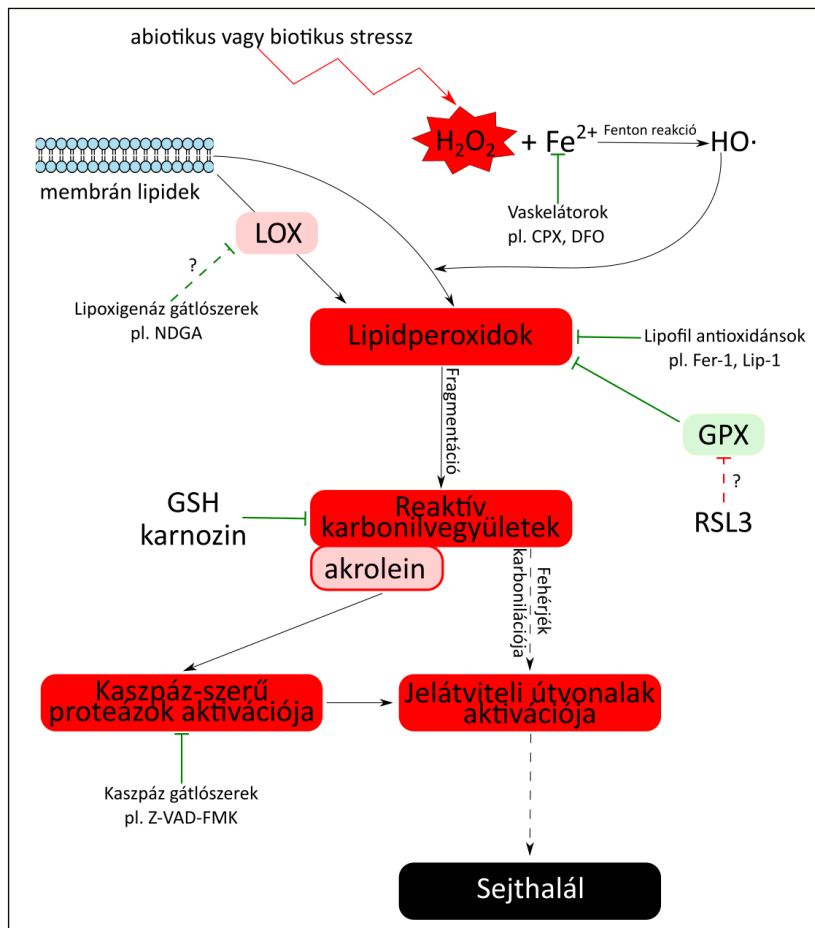 abiotikus vagy biotikus stressz
H₂O₂ + Fe²⁺
Fenton reakció
HO·
membrán lipidek
Vaskelátorok
pl. CPX, DFO
LOX
?
Lipoxigenáz gátlószerek
pl. NDGA
Lipidperoxidok
Lipofil antioxidánsok
pl. Fer-1, Lip-1
Fragmentáció
GPX
?
RSL3
GSH
karnozin
Reaktív
karbonilvegyületek
akrolein
Fehérjék
karbonilációja
Kaszpáz-szerű
proteázok aktivációja
Jelátviteli útvonalak
aktivációja
Kaszpáz gátlószerek
pl. Z-VAD-FMK
Sejthalál